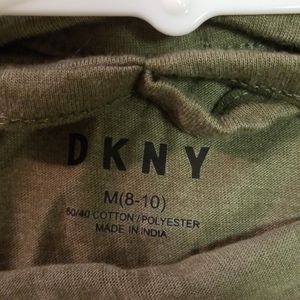 DKNY
M(8-10)
60/40 COTTON/POLYESTER
MADE IN INDIA